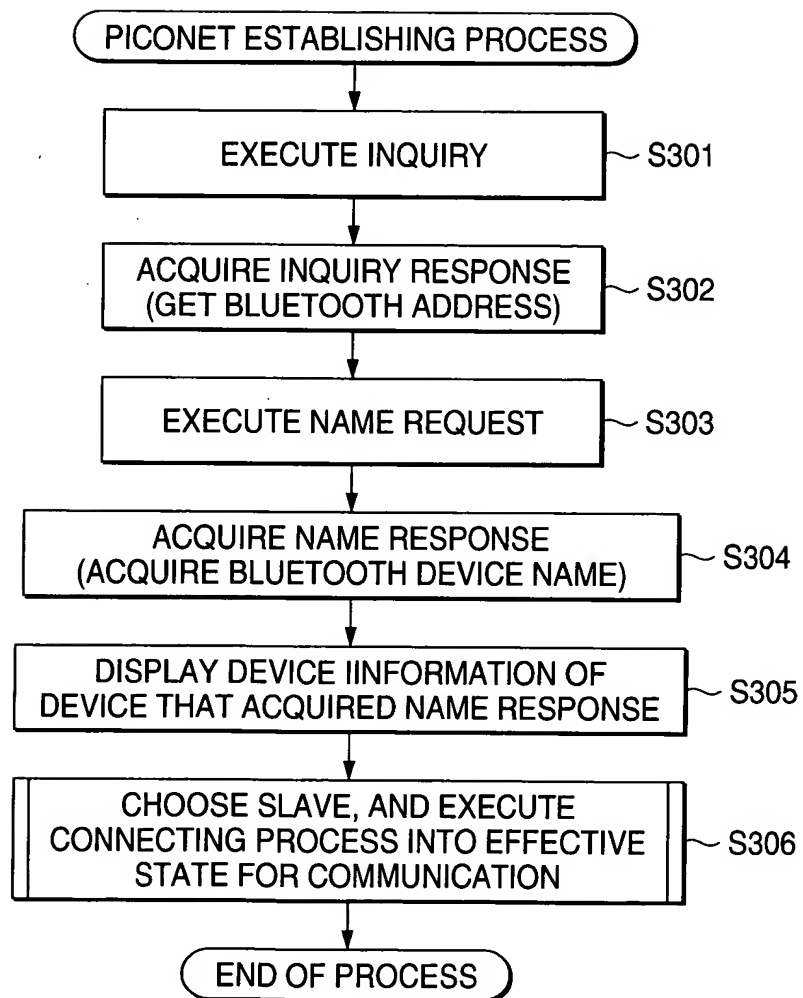 PICONET ESTABLISHING PROCESS
EXECUTE INQUIRY
S301
ACQUIRE INQUIRY RESPONSE
(GET BLUETOOTH ADDRESS)
S302
EXECUTE NAME REQUEST
S303
ACQUIRE NAME RESPONSE
(ACQUIRE BLUETOOTH DEVICE NAME)
S304
DISPLAY DEVICE IINFORMATION OF
DEVICE THAT ACQUIRED NAME RESPONSE
S305
CHOOSE SLAVE, AND EXECUTE
CONNECTING PROCESS INTO EFFECTIVE
STATE FOR COMMUNICATION
S306
END OF PROCESS